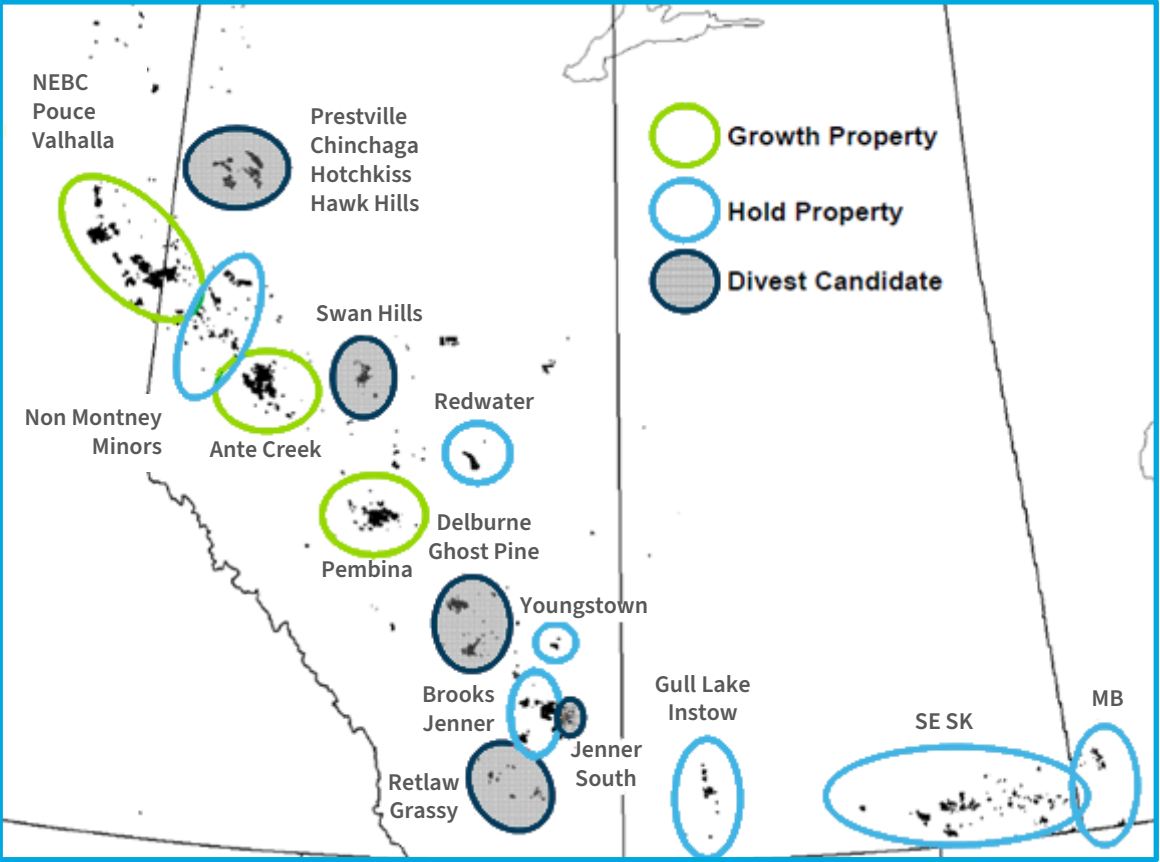 NEBC
Pouce
Valhalla
Prestville
Chinchaga
Hotchkiss
Hawk Hills
Growth Property
Hold Property
Divest Candidate
Swan Hills
Non Montney
Minors
Ante Creek
Redwater
Pembina
Delburne
Ghost Pine
Youngstown
Brooks
Jenner
Jenner
South
Retlaw
Grassy
Gull Lake
Instow
SE SK
MB